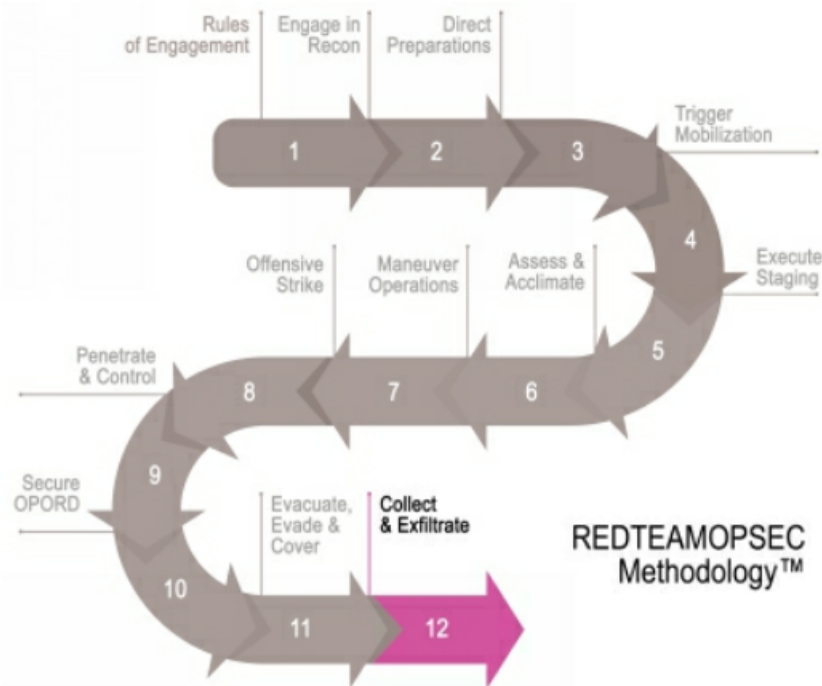 Rules
of Engagement
Engage in
Recon
Direct
Preparations
1
2
3
Trigger
Mobilization
4
Execute
Staging
5
Assess &
Acclimate
6
Maneuver
Operations
7
Offensive
Strike
8
Penetrate
& Control
9
Secure
OPORD
10
Evacuate,
Evade &
Cover
11
Collect
& Exfiltrate
12
REDTEAMOPSEC
Methodology™